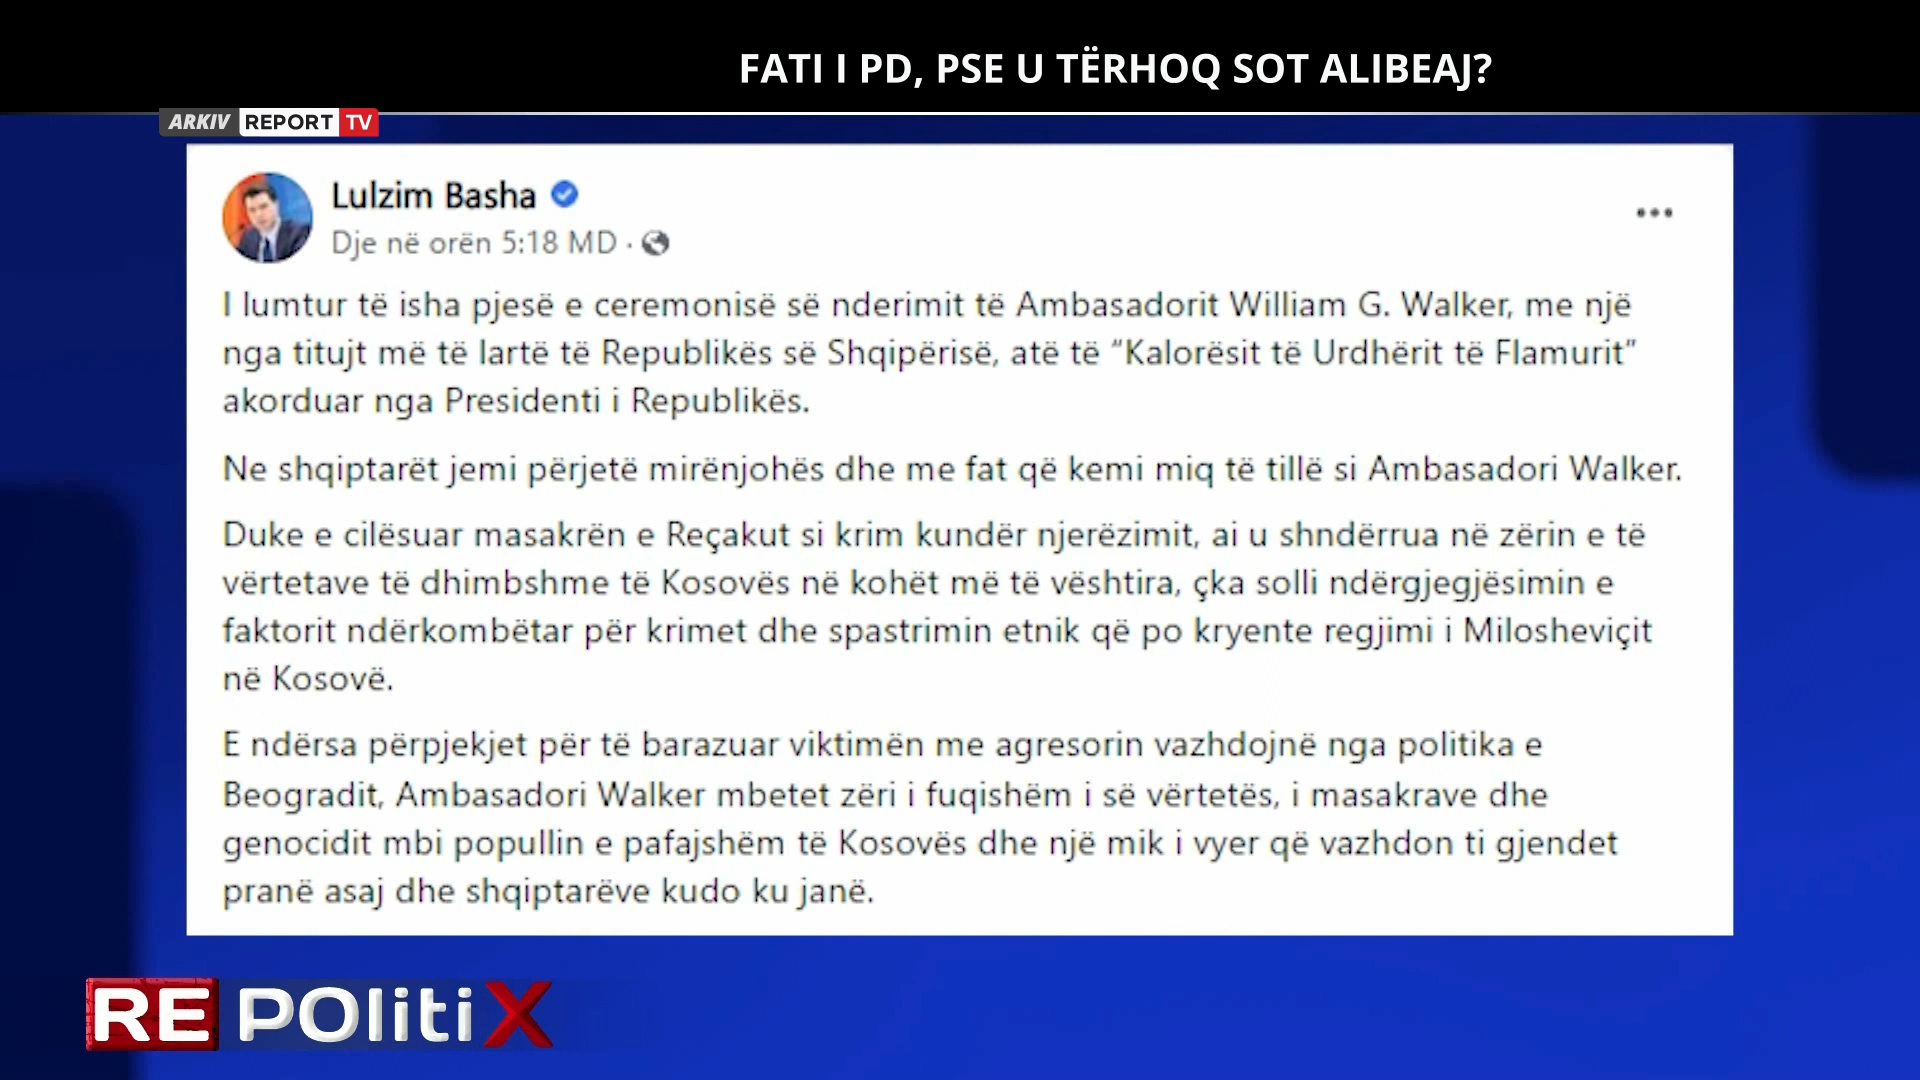 FATI I PD, PSE U TËRHOQ SOT ALIBEAJ?
ARKIV REPORT TV
Lulzim Basha
Dje në orën 5:18 MD ·
I lumtur të isha pjesë e ceremonisë së nderimit të Ambasadorit William G. Walker, me një
nga titujt më të lartë të Republikës së Shqipërisë, atë të “Kalorësit të Urdhërit të Flamurit”
akorduar nga Presidenti i Republikës.
Ne shqiptarët jemi përjetë mirënjohës dhe me fat që kemi miq të tillë si Ambasadori Walker.
Duke e cilësuar masakrën e Reçakut si krim kundër njerëzimit, ai u shndërrua në zërin e të
vërtetave të dhimbshme të Kosovës në kohët më të vështira, çka solli ndërgjegjësimin e
faktorit ndërkombëtar për krimet dhe spastrimin etnik që po kryente regjimi i Milosheviçit
në Kosovë.
E ndërsa përpjekjet për të barazuar viktimën me agresorin vazhdojnë nga politika e
Beogradit, Ambasadori Walker mbetet zëri i fuqishëm i së vërtetës, i masakrave dhe
genocidit mbi popullin e pafajshëm të Kosovës dhe një mik i vyer që vazhdon ti gjendet
pranë asaj dhe shqiptarëve kudo ku janë.
RE POlitiX